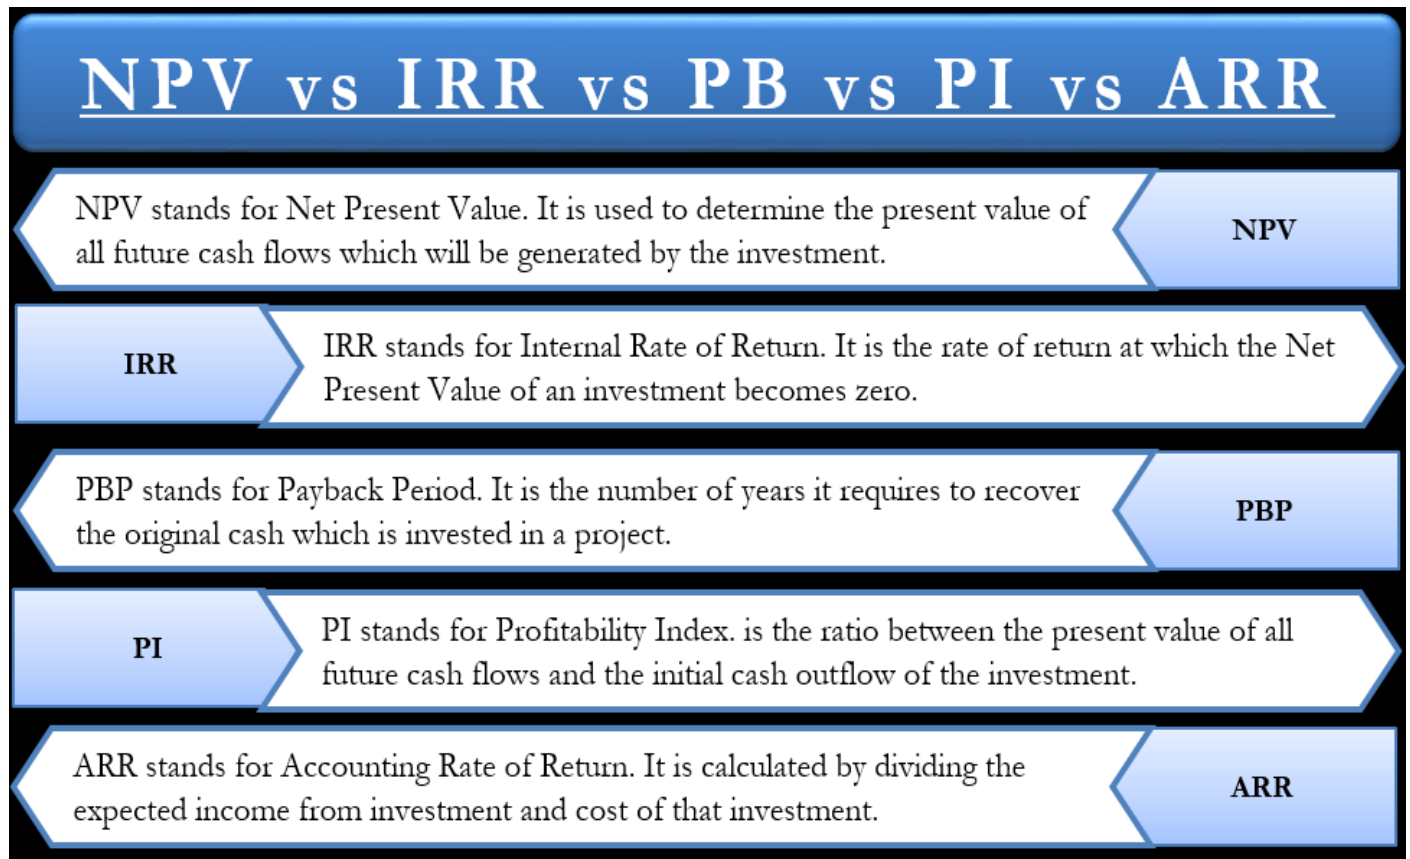 NPV vs IRR vs PB vs PI vs ARR
NPV stands for Net Present Value. It is used to determine the present value of
all future cash flows which will be generated by the investment.
NPV
IRR
IRR stands for Internal Rate of Return. It is the rate of return at which the Net
Present Value of an investment becomes zero.
PBP stands for Payback Period. It is the number of years it requires to recover
the original cash which is invested in a project.
PBP
PI
PI stands for Profitability Index. is the ratio between the present value of all
future cash flows and the initial cash outflow of the investment.
ARR stands for Accounting Rate of Return. It is calculated by dividing the
expected income from investment and cost of that investment.
ARR